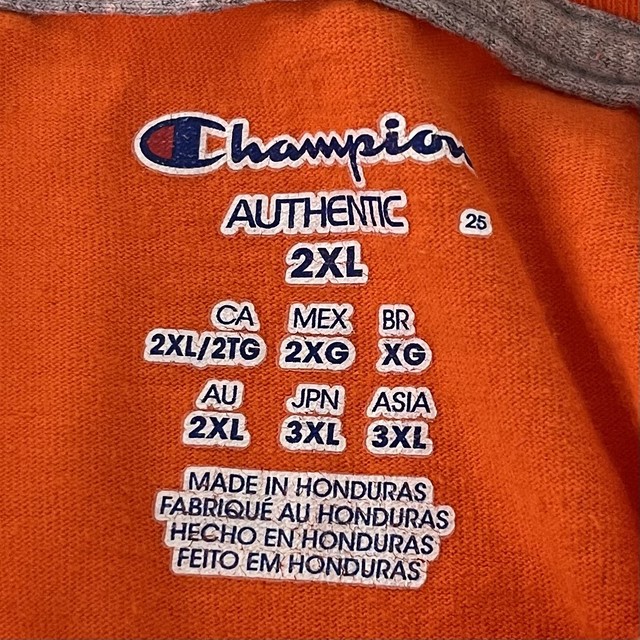 Champion
AUTHENTIC
25
2XL
CA MEX BR
2XL/2TG 2XG XG
AU JPN ASIA
2XL 3XL 3XL
MADE IN HONDURAS
FABRIQUÉ AU HONDURAS
HECHO EN HONDURAS
FEITO EM HONDURAS